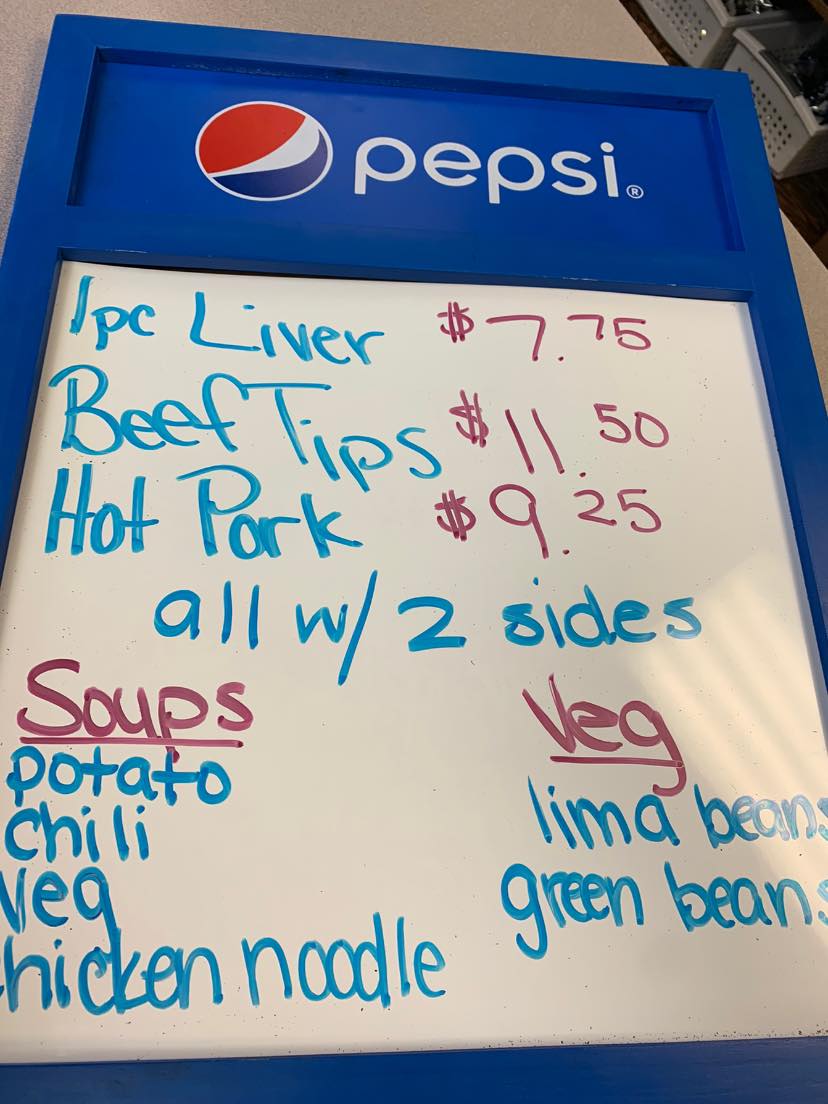 pepsi®
1pc Liver $7.75
Beef Tips $11.50
Hot Pork $9.25
all w/ 2 sides
Soups
potato
chili
veg
chicken noodle
Veg
lima beans
green beans